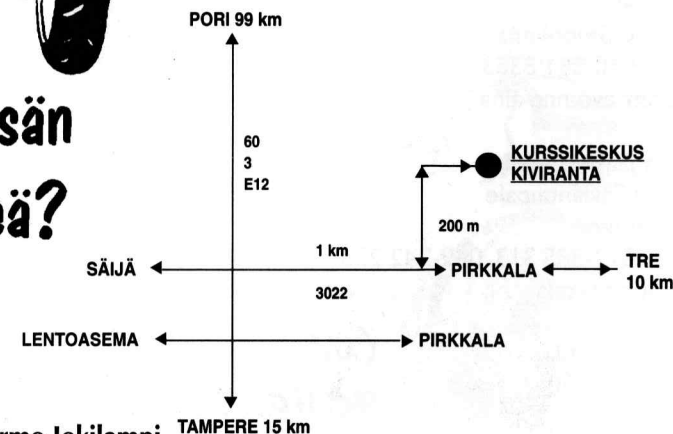 PORI 99 km
sän
ä?
60
3
E12
KURSSIKESKUS
KIVIRANTA
200 m
1 km
SÄIJÄ
PIRKKALA
TRE
10 km
3022
LENTOASEMA
PIRKKALA
TAMPERE 15 km